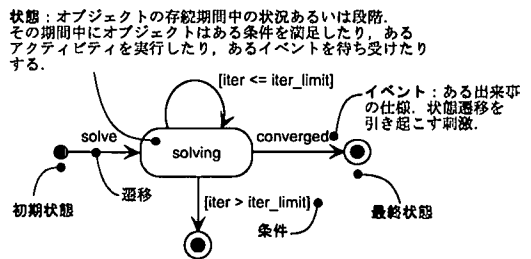 状態：オブジェクトの存続期間中の状況あるいは段階．
その期間中にオブジェクトはある条件を満足したり，ある
アクティビティを実行したり，あるイベントを待ち受けたり
する．
[iter <= iter_limit]
イベント：ある出来事
の仕様．状態遷移を
引き起こす刺激．
solve
solving
converged
遷移
初期状態
[iter > iter_limit]
条件
最終状態